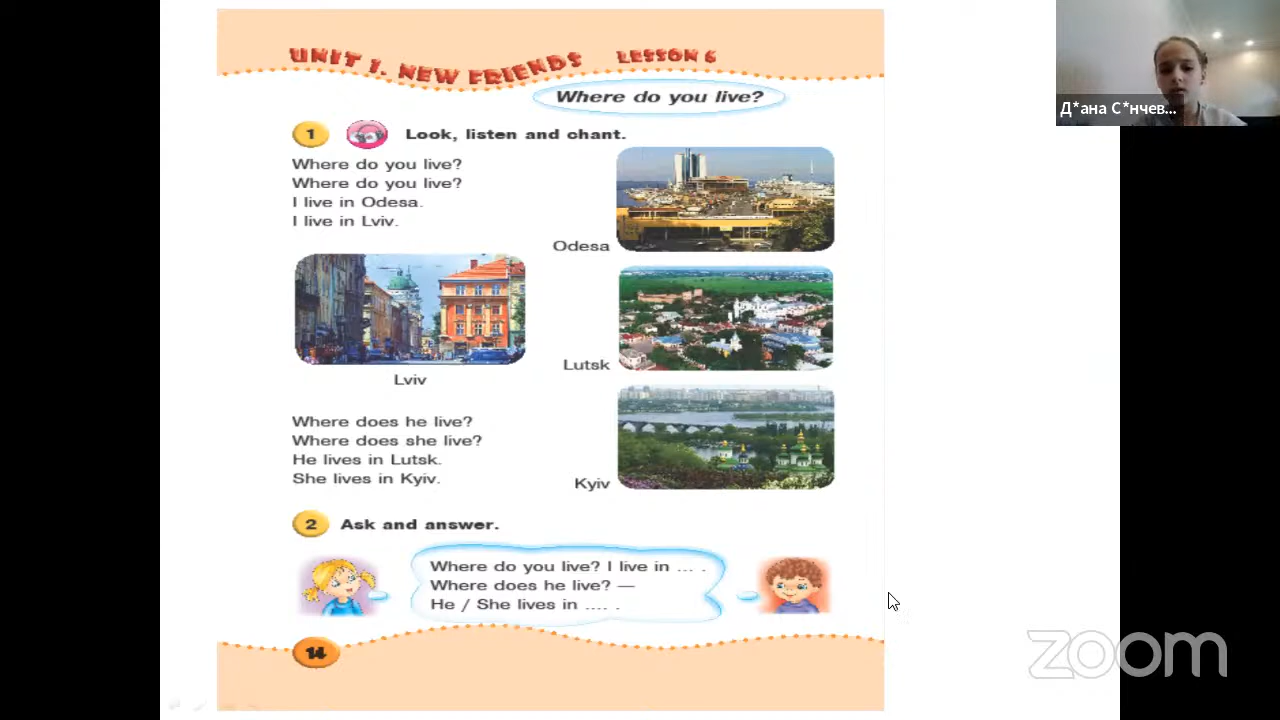 UNIT 1. NEW FRIENDS LESSON 6
Where do you live?
1 Look, listen and chant.
Where do you live?
Where do you live?
I live in Odesa.
I live in Lviv.
Odesa
Lutsk
Lviv
Where does he live?
Where does she live?
He lives in Lutsk.
She lives in Kyiv.
Kyiv
2 Ask and answer.
Where do you live? I live in ... .
Where does he live? —
He / She lives in .... .
14
Д*ана С*нчев...
zoom